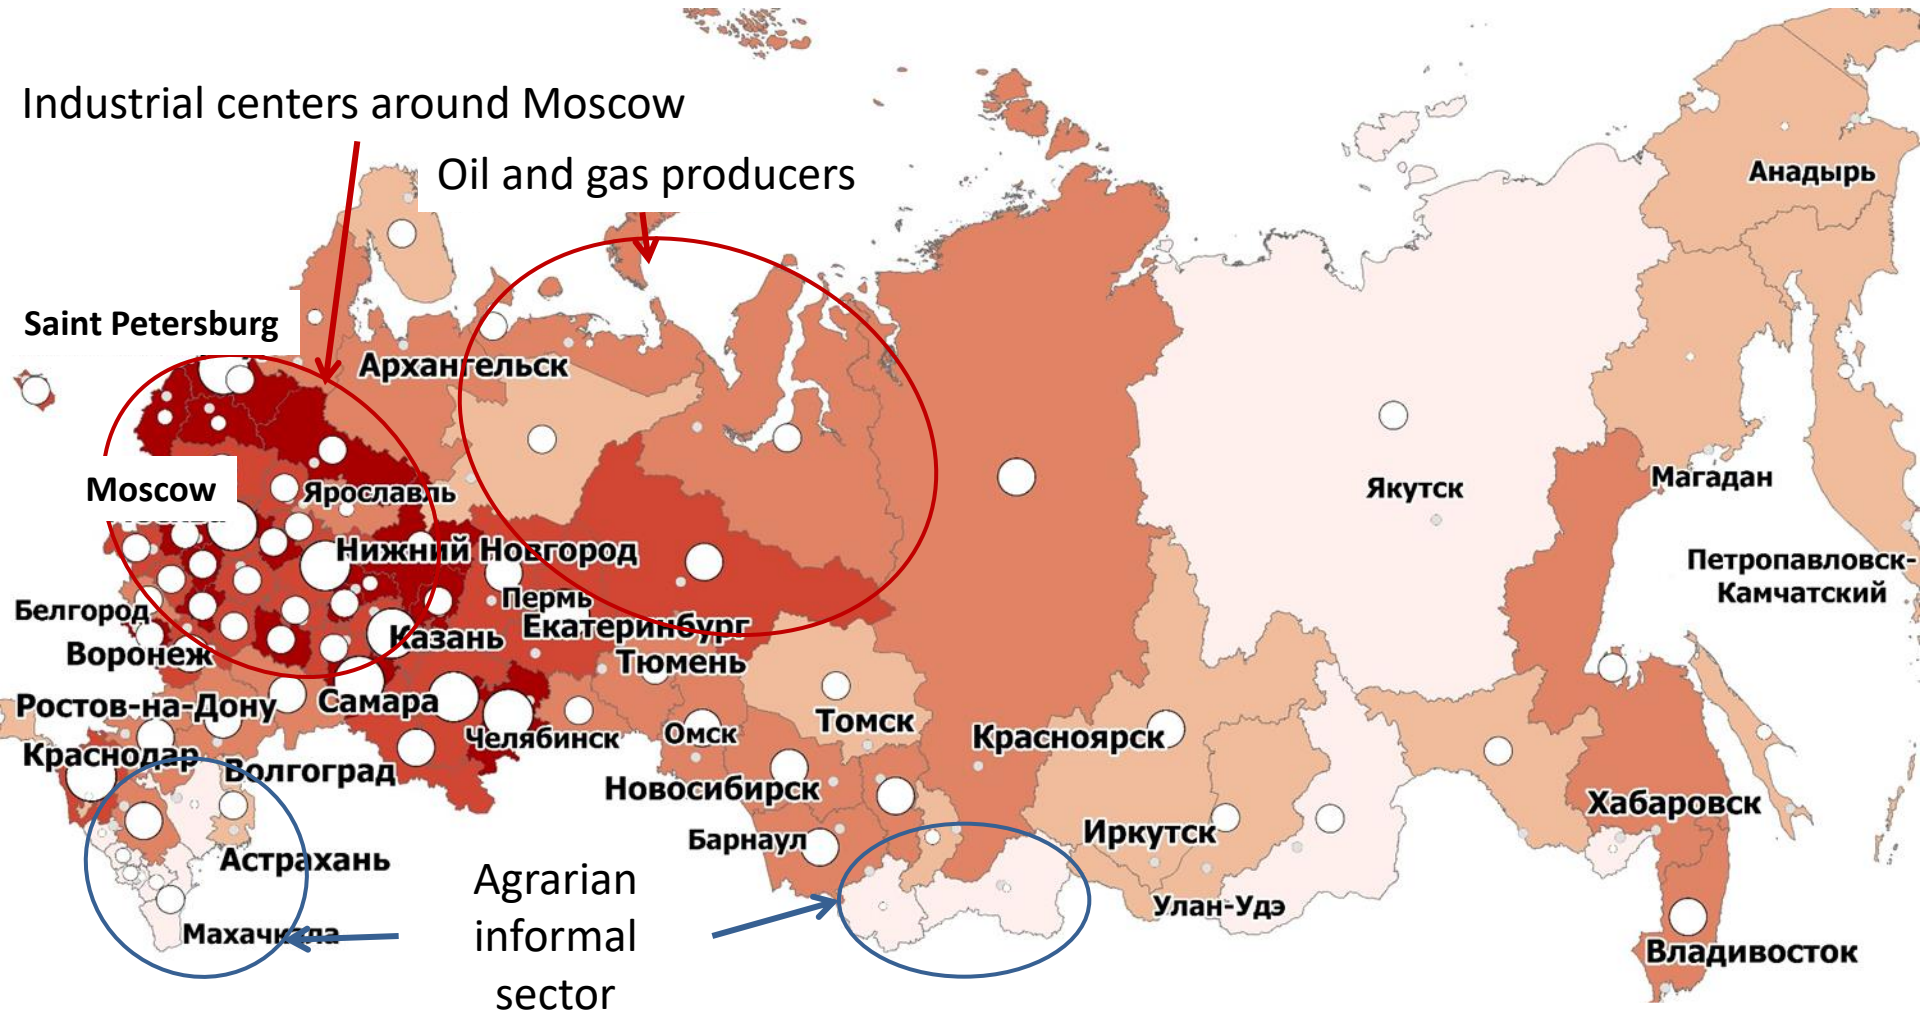 Industrial centers around Moscow
Oil and gas producers
Анадырь
Saint Petersburg
Архангельск
Moscow
Ярославль
Якутск
Магадан
Нижний Новгород
Петропавловск-
Камчатский
Белгород
Пермь
Екатеринбург
Казань
Воронеж
Тюмень
Ростов-на-Дону
Самара
Челябинск
Омск
Томск
Красноярск
Краснодар
Волгоград
Новосибирск
Хабаровск
Барнаул
Иркутск
Астрахань
Agrarian
informal
sector
Улан-Удэ
Махачкала
Владивосток